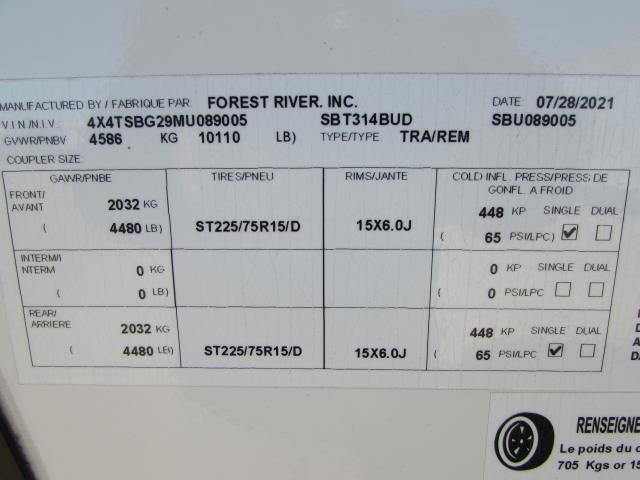 MANUFACTURED BY / FABRIQUE PAR: FOREST RIVER. INC. DATE: 07/28/2021
V.I.N./N.I.V.: 4X4TSBG29MU089005 SBT314BUD SBU089005
GVWR/PNBV 4586 KG 10110 LB) TYPE/TYPE: TRA/REM
COUPLER SIZE:
GAWR/PNBE TIRES/PNEU RIMS/JANTE COLD INFL. PRESS/PRESS DE GONFL. A FROID
FRONT/
AVANT 2032 KG 448 KP SINGLE DUAL
( 4480 LB) ST225/75R15/D 15X6.0J ( 65 PSI/LPC)
INTERM/I
NTERM 0 KG 0 KP SINGLE DUAL
( 0 LB) ( 0 PSI/LPC
REAR/
ARRIERE 2032 KG 448 KP SINGLE DUAL
( 4480 LE) ST225/75R15/D 15X6.0J ( 65 PSI/LPC
RENSEIGNE
Le poids du c
705 Kgs or 15